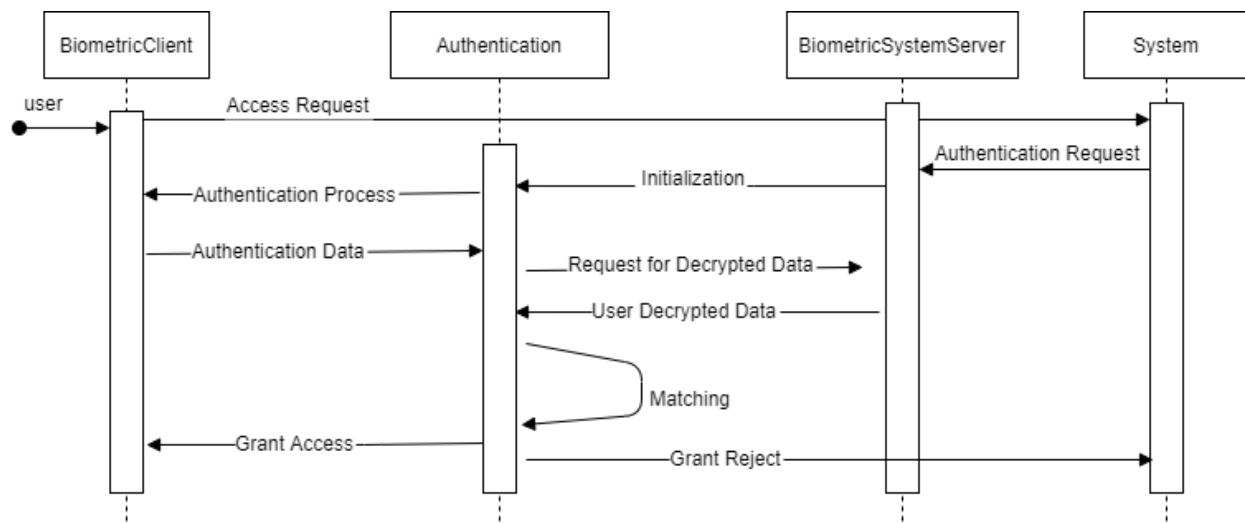 BiometricClient
Authentication
BiometricSystemServer
System
user
Access Request
Authentication Request
Initialization
Authentication Process
Authentication Data
Request for Decrypted Data
User Decrypted Data
Matching
Grant Access
Grant Reject